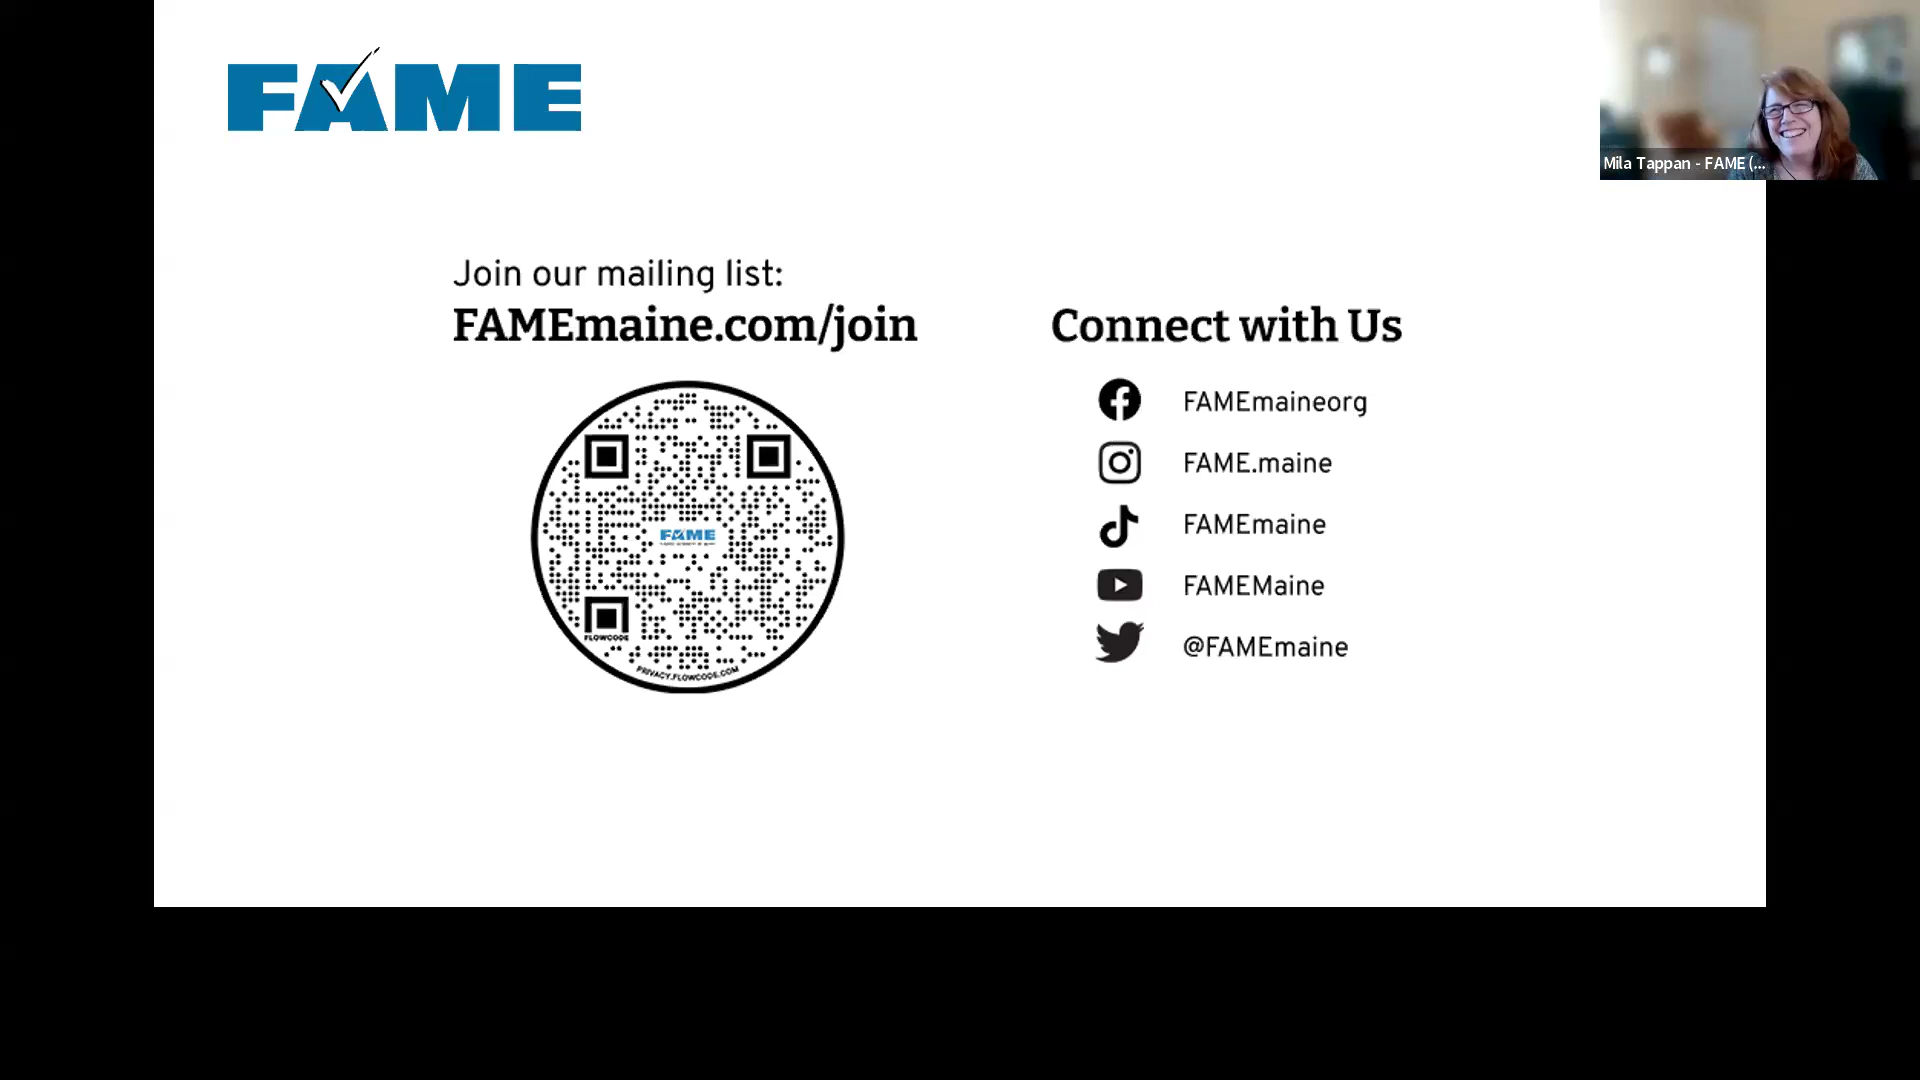 FAME
Mila Tappan - FAME (...
Join our mailing list:
FAMEmaine.com/join
FAME
FLOWCODE
PRIVACY.FLOWCODE.COM
Connect with Us
FAMEmaineorg
FAME.maine
FAMEmaine
FAMEMaine
@FAMEmaine